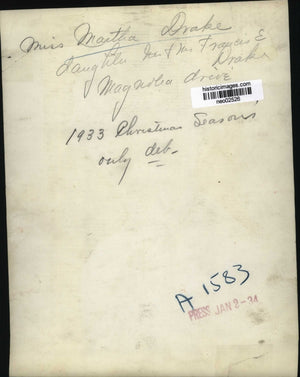 Miss Martha Drake
daughter Mr & Mrs Francis E
Drake
Magnolia drive
historicimages.com
neo02526
1933 Christmas Seasons'
only deb-
A 1583
PRESS JAN 2-34